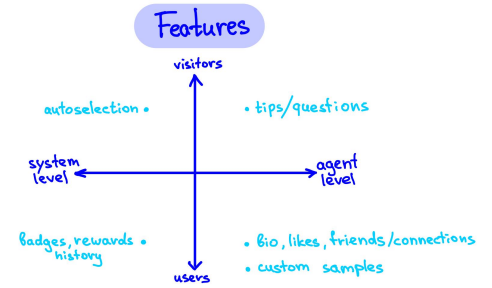 Features
visitors
autoselection •
• tips/questions
system
level
agent
level
badges, rewards •
history
• bio, likes, friends/connections
• custom samples
users